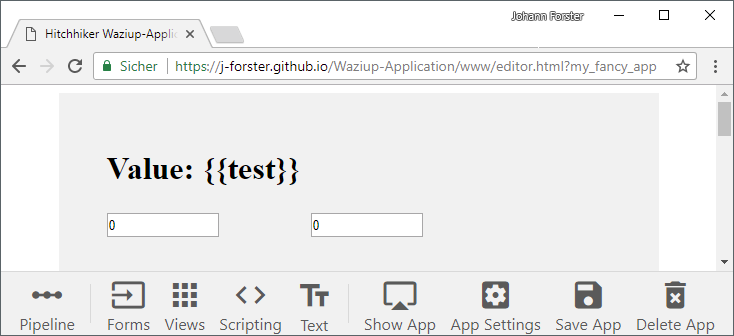 Johann Forster
Hitchhiker Waziup-Applic
Sicher https://j-forster.github.io/Waziup-Application/www/editor.html?my_fancy_app
Value: {{test}}
0 0
Pipeline Forms Views Scripting Text Show App App Settings Save App Delete App